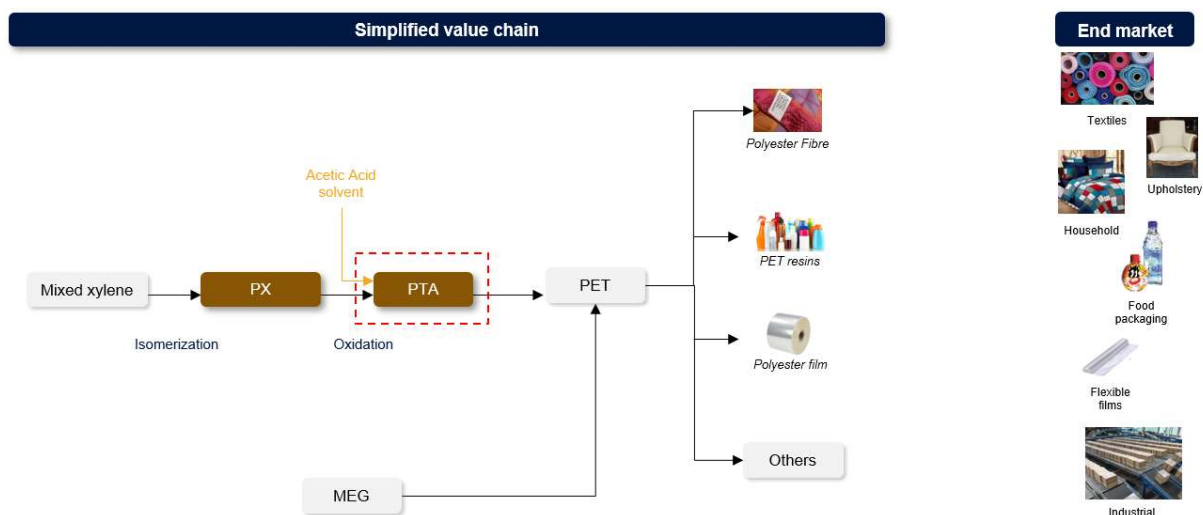 Simplified value chain
End market
Textiles
Polyester Fibre
Acetic Acid
solvent
Upholstery
Household
PET resins
Mixed xylene
PX
PTA
PET
Food
packaging
Isomerization
Oxidation
Polyester film
Flexible
films
Others
MEG
Industrial